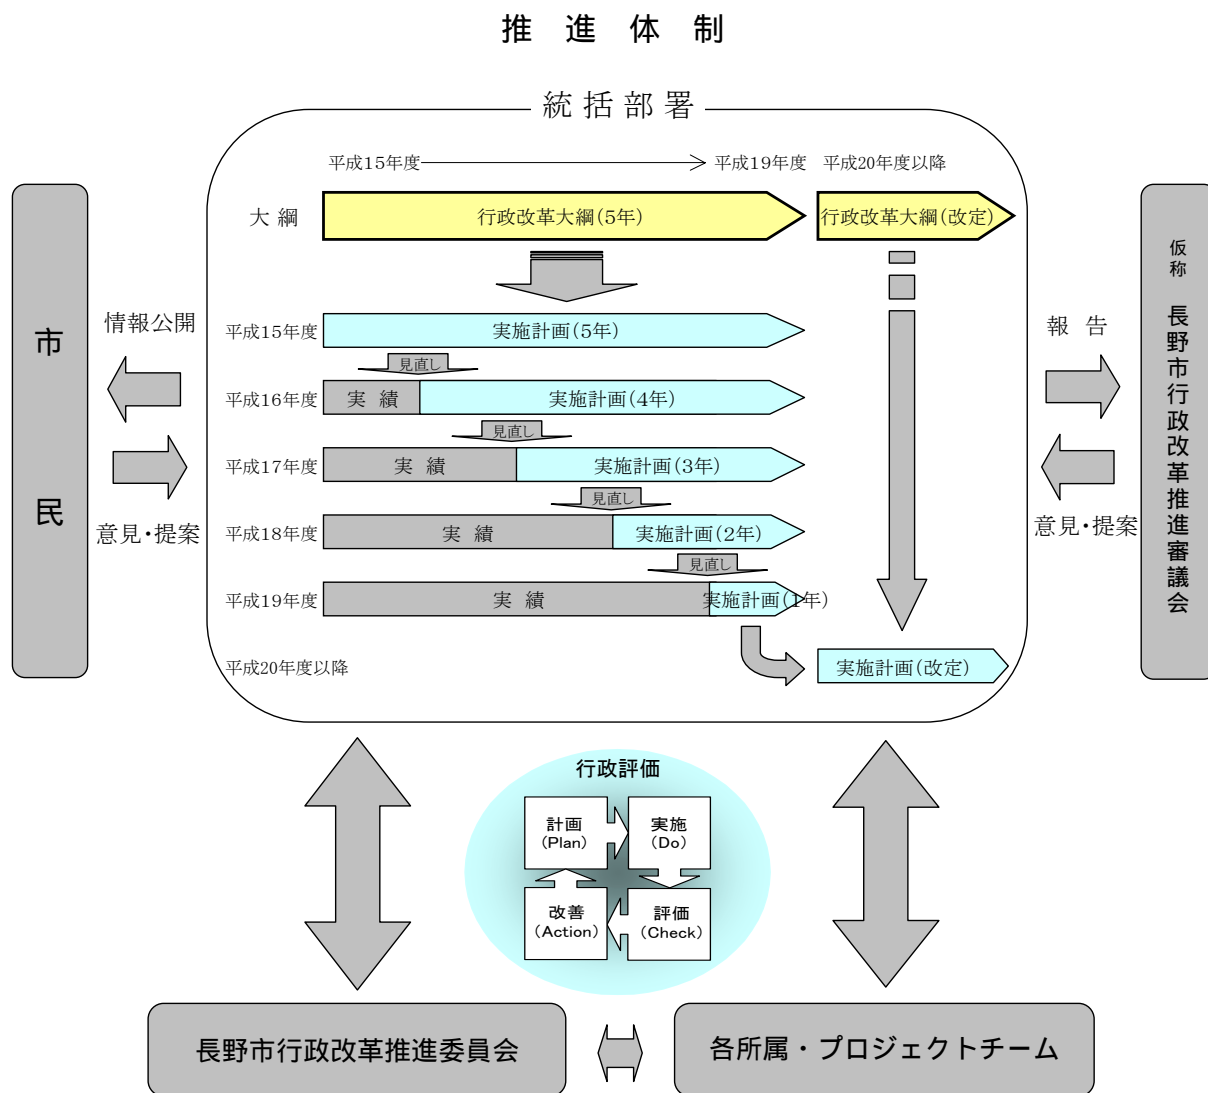 推 進 体 制
統括部署
平成15年度 平成19年度 平成20年度以降
大 綱 行政改革大綱(5年) 行政改革大綱(改定)
平成15年度 実施計画(5年)
見直し
平成16年度 実 績 実施計画(4年)
見直し
平成17年度 実 績 実施計画(3年)
見直し
平成18年度 実 績 実施計画(2年)
見直し
平成19年度 実 績 実施計画(1年)
平成20年度以降 実施計画(改定)
市民
情報公開
意見・提案
報 告
意見・提案
仮称 長野市行政改革推進審議会
行政評価
計画
(Plan)
実施
(Do)
改善
(Action)
評価
(Check)
長野市行政改革推進委員会
各所属・プロジェクトチーム